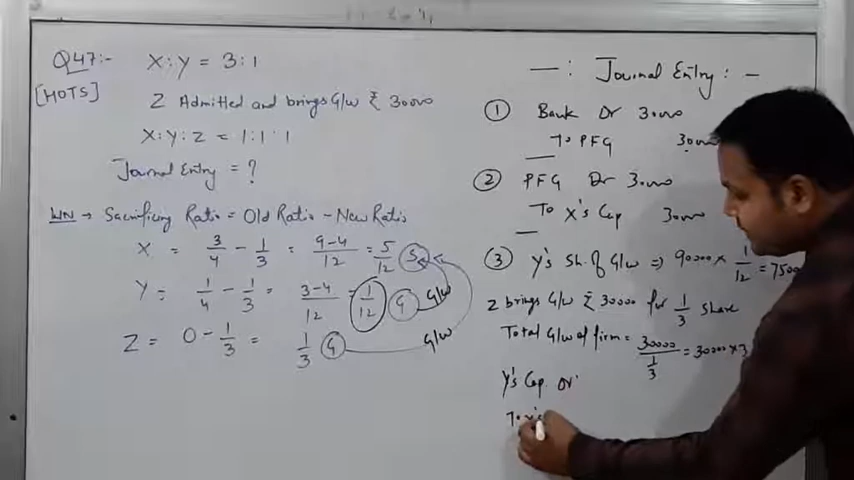 Q47:- X:Y = 3:1
[HOTS]
Z Admitted and brings G/w ₹ 30000
X:Y:Z = 1:1:1
Journal Entry = ?
WN → Sacrificing Ratio = Old Ratio - New Ratio
X = 3/4 - 1/3 = 9-4/12 = 5/12 S
Y = 1/4 - 1/3 = 3-4/12 = 1/12 G G/w
Z = 0 - 1/3 = 1/3 G G/w
—: Journal Entry: —
① Bank Dr 30000
To PFG 30000
② PFG Dr 30000
To X's Cap 30000
③ Y's Sh. of G/w => 90000 × 1/12 = 7500
Z brings G/w ₹ 30000 for 1/3 Share
Total G/w of firm = 30000/1/3 = 30000×3
Y's Cap Dr
To X's